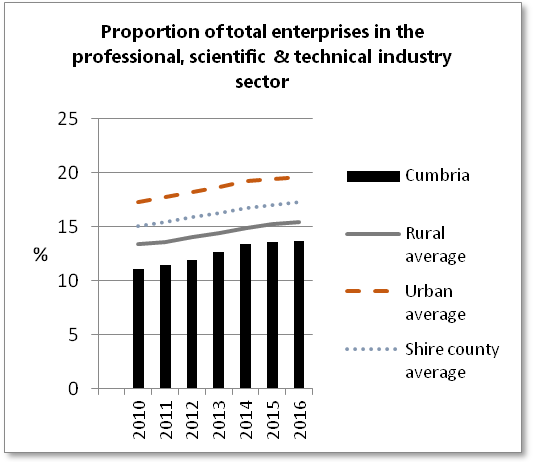 Proportion of total enterprises in the
professional, scientific & technical industry
sector
25
20
15
10
5
0
%
2010
2011
2012
2013
2014
2015
2016
Cumbria
Rural
average
Urban
average
Shire county
average